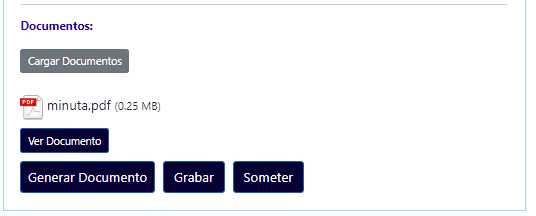 Documentos:
Cargar Documentos
PDF
minuta.pdf (0.25 MB)
Ver Documento
Generar Documento Grabar Someter